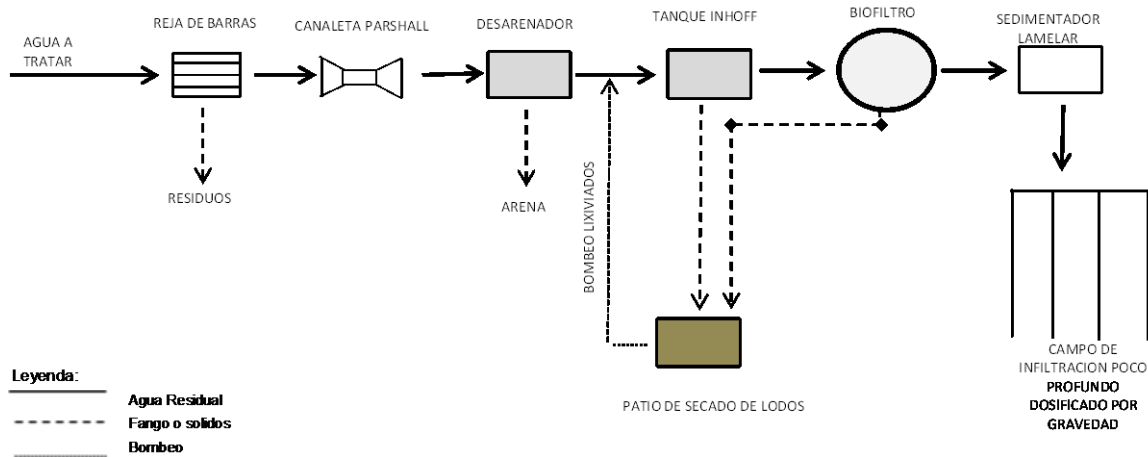 REJA DE BARRAS
CANALETA PARSHALL
DESARENADOR
TANQUE INHOFF
BIOFILTRO
SEDIMENTADOR
LAMELAR
AGUA A
TRATAR
RESIDUOS
ARENA
BOMBEO LIXIVIADOS
PATIO DE SECADO DE LODOS
CAMPO DE
INFILTRACION POCO
PROFUNDO
DOSIFICADO POR
GRAVEDAD
Leyenda:
Agua Residual
Fango o solidos
Bombeo